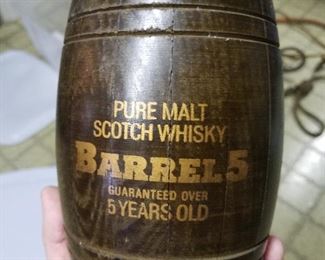 PURE MALT
SCOTCH WHISKY
BARREL 5
GUARANTEED OVER
5 YEARS OLD